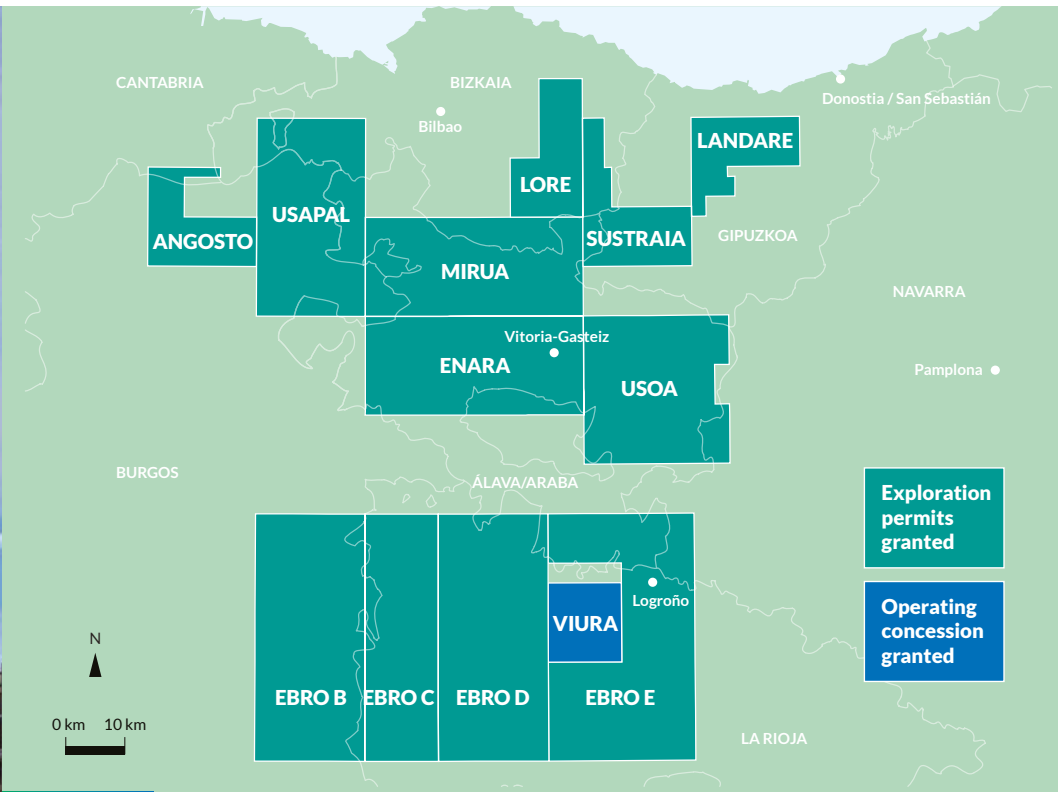 CANTABRIA
BIZKAIA
Donostia / San Sebastián
Bilbao
LANDARE
LORE
USAPAL
ANGOSTO
SUSTRAIA
GIPUZKOA
MIRUA
NAVARRA
Vitoria-Gasteiz
ENARA
Pamplona
USOA
BURGOS
ÁLAVA/ARABA
Exploration
permits
granted
Logroño
VIURA
Operating
concession
granted
N
EBRO B
EBRO C
EBRO D
EBRO E
0 km 10 km
LA RIOJA